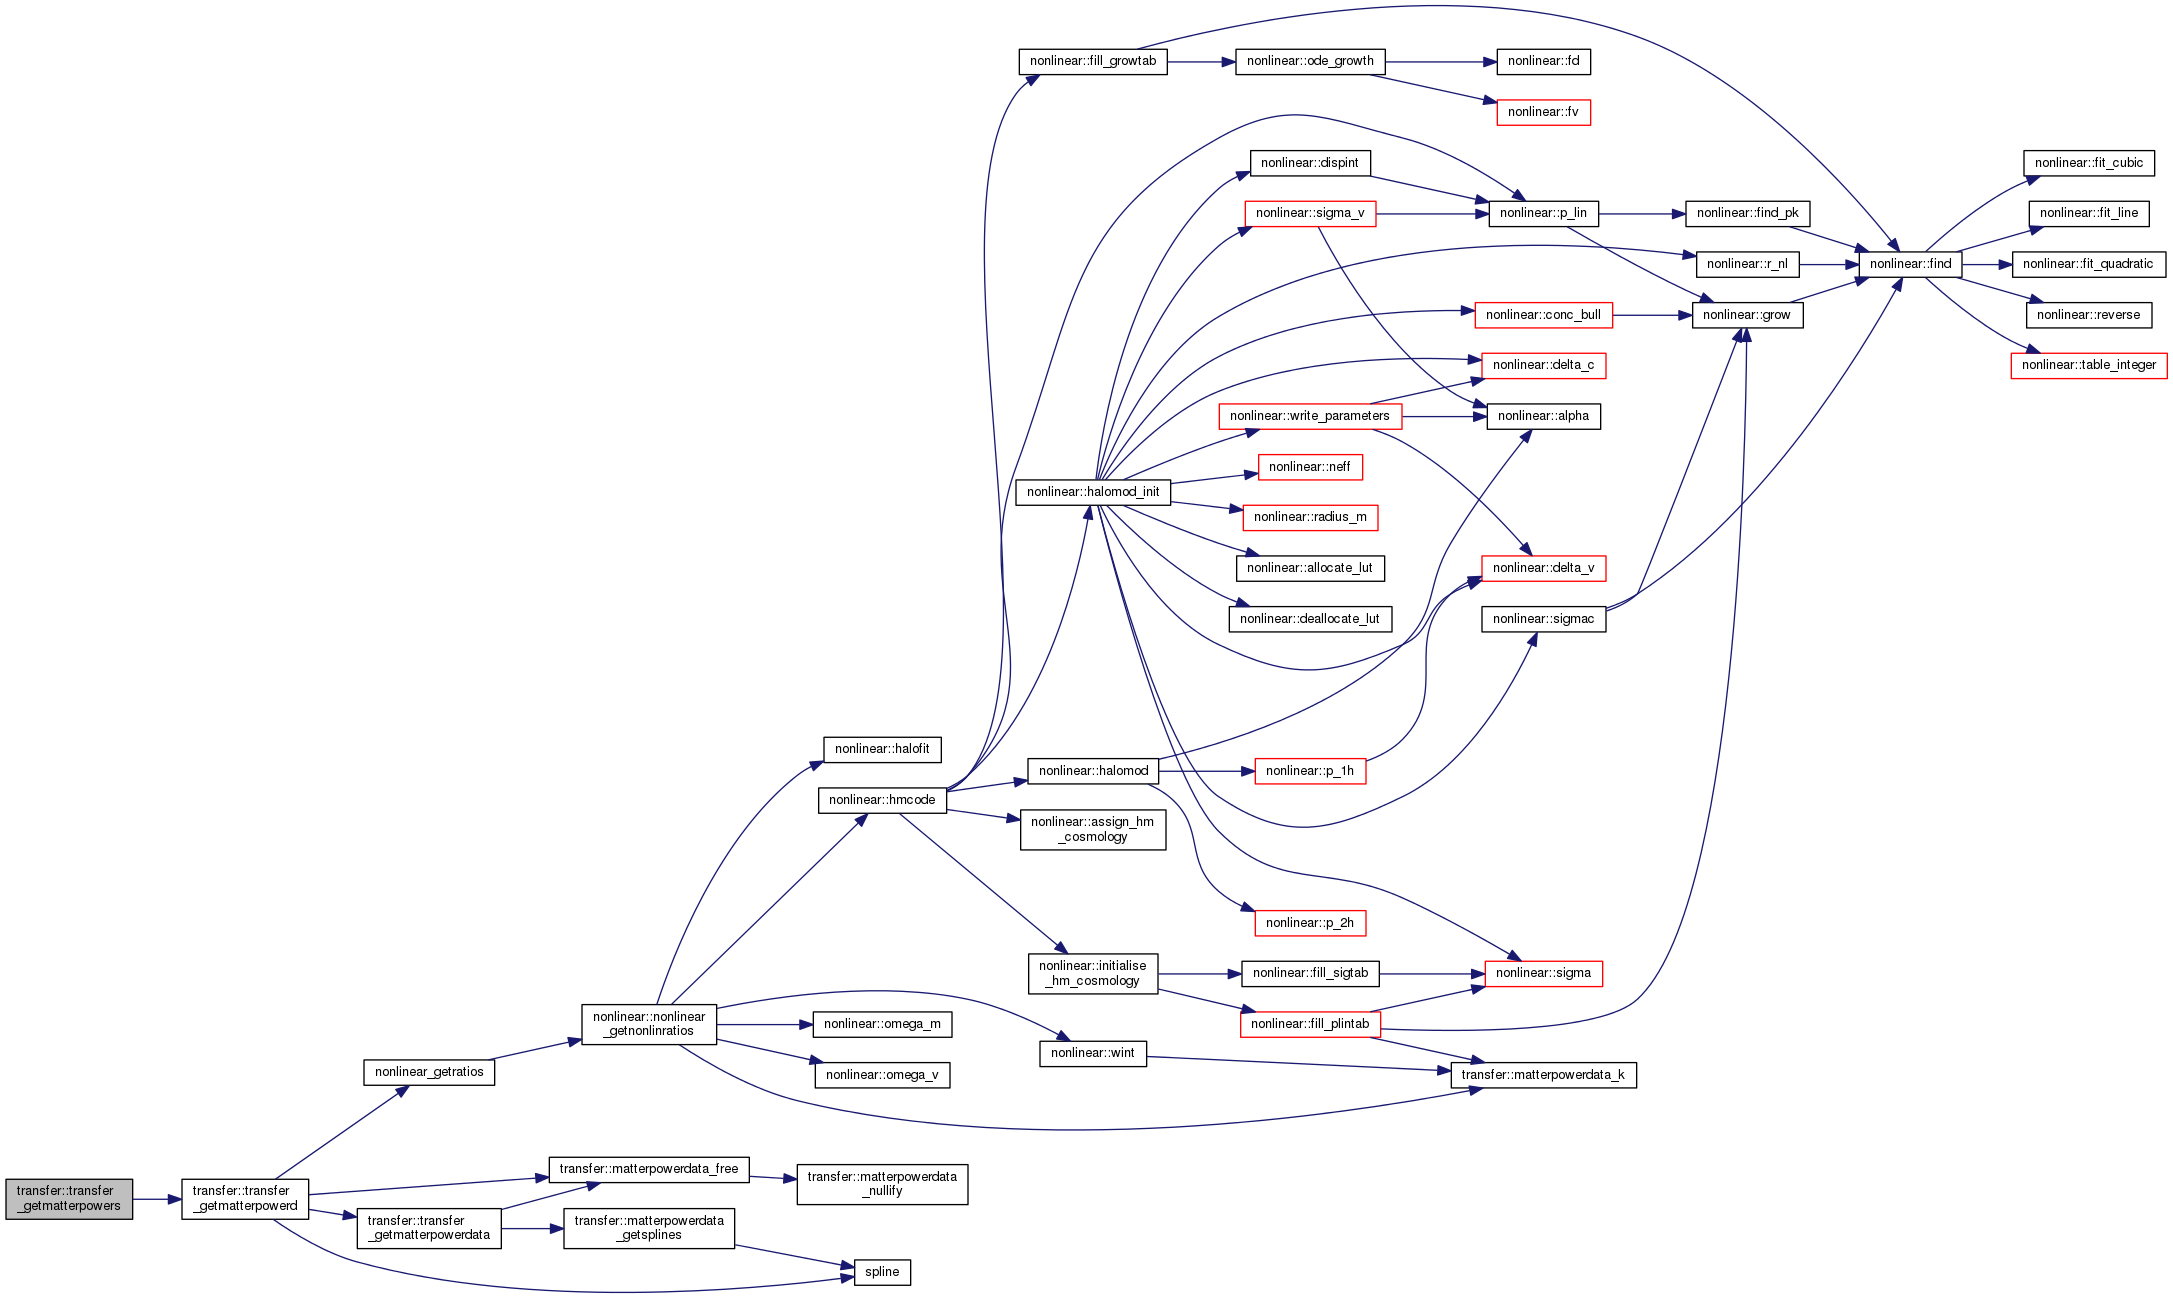 nonlinear::fill_growtab
nonlinear::ode_growth
nonlinear::fd
nonlinear::fv
nonlinear::dispint
nonlinear::fit_cubic
nonlinear::sigma_v
nonlinear::p_lin
nonlinear::find_pk
nonlinear::fit_line
nonlinear::r_nl
nonlinear::find
nonlinear::fit_quadratic
nonlinear::conc_bull
nonlinear::grow
nonlinear::reverse
nonlinear::delta_c
nonlinear::table_integer
nonlinear::write_parameters
nonlinear::alpha
nonlinear::neff
nonlinear::halomod_init
nonlinear::radius_m
nonlinear::allocate_lut
nonlinear::delta_v
nonlinear::deallocate_lut
nonlinear::sigmac
nonlinear::halofit
nonlinear::halomod
nonlinear::p_1h
nonlinear::hmcode
nonlinear::assign_hm
_cosmology
nonlinear::p_2h
nonlinear::initialise
_hm_cosmology
nonlinear::fill_sigtab
nonlinear::sigma
nonlinear::nonlinear
_getnonlinratios
nonlinear::omega_m
nonlinear::fill_plintab
nonlinear::wint
nonlinear_getratios
nonlinear::omega_v
transfer::matterpowerdata_k
transfer::matterpowerdata_free
transfer::matterpowerdata
_nullify
transfer::transfer
_getmatterpowers
transfer::transfer
_getmatterpowerd
transfer::transfer
_getmatterpowerdata
transfer::matterpowerdata
_getsplines
spline